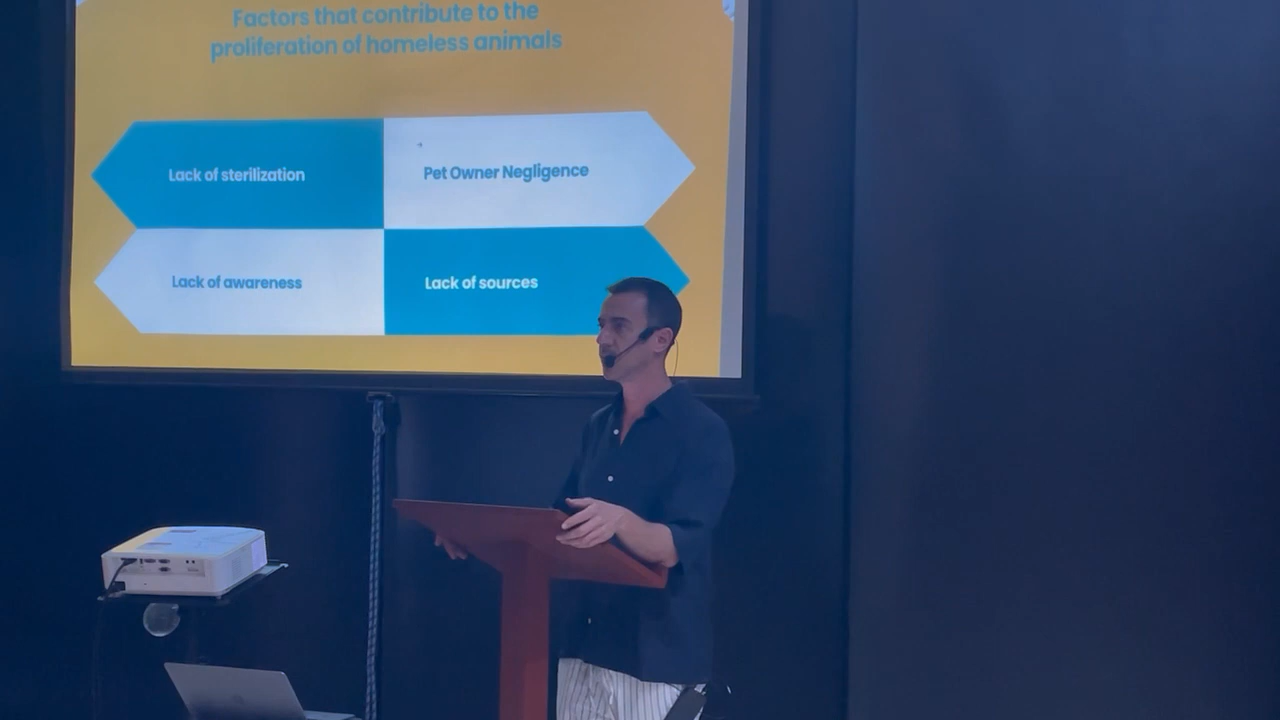 Factors that contribute to the
proliferation of homeless animals
Lack of sterilization
Pet Owner Negligence
Lack of awareness
Lack of sources